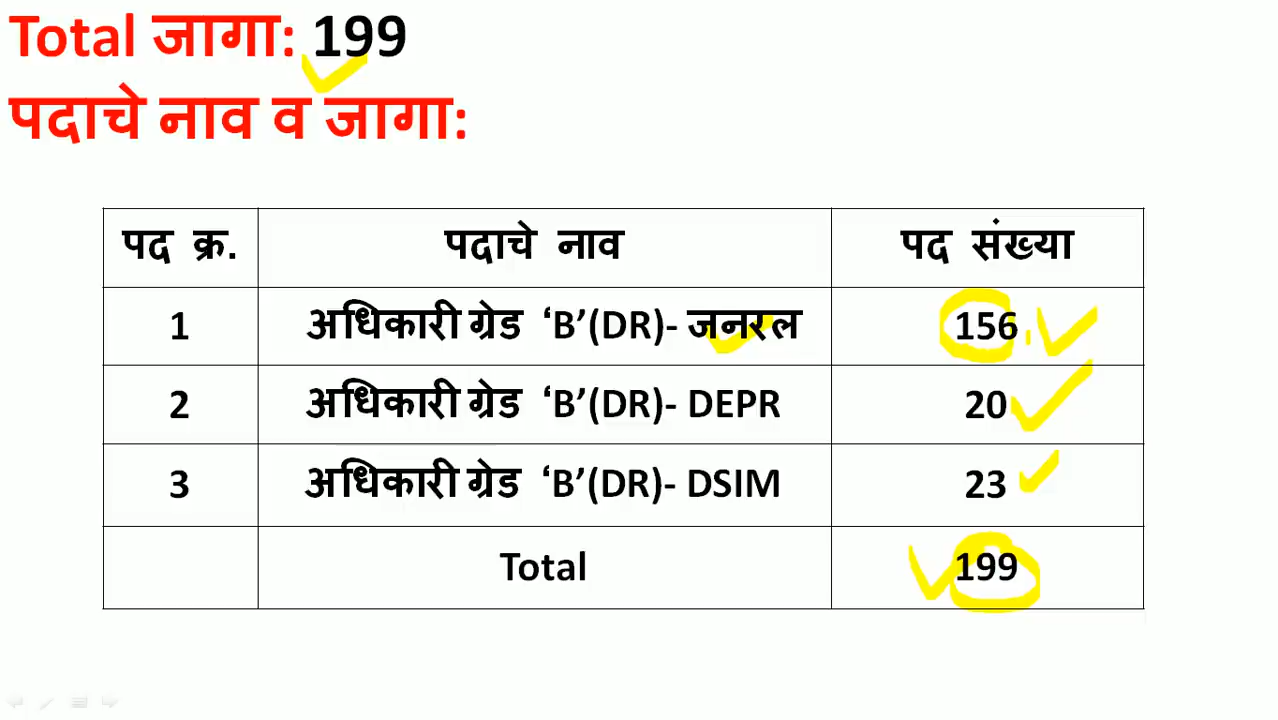 Total जागा: 199
पदाचे नाव व जागा:
पद क्र. पदाचे नाव पद संख्या
1 अधिकारी ग्रेड ‘B’(DR)- जनरल 156
2 अधिकारी ग्रेड ‘B’(DR)- DEPR 20
3 अधिकारी ग्रेड ‘B’(DR)- DSIM 23
Total 199